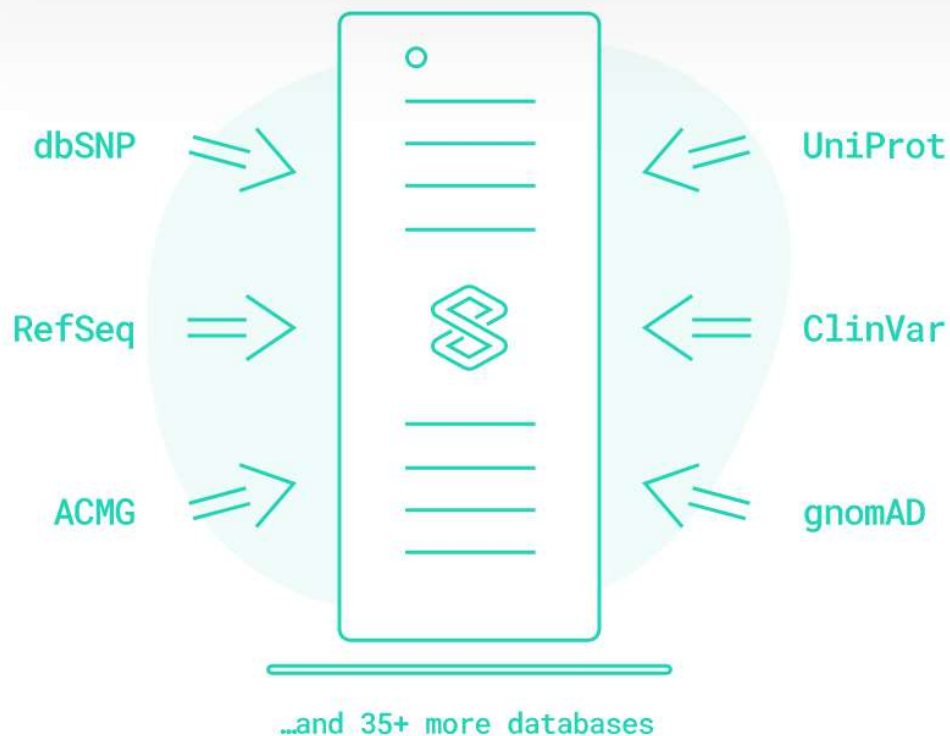 dbSNP
UniProt
RefSeq
ClinVar
ACMG
gnomAD
…and 35+ more databases